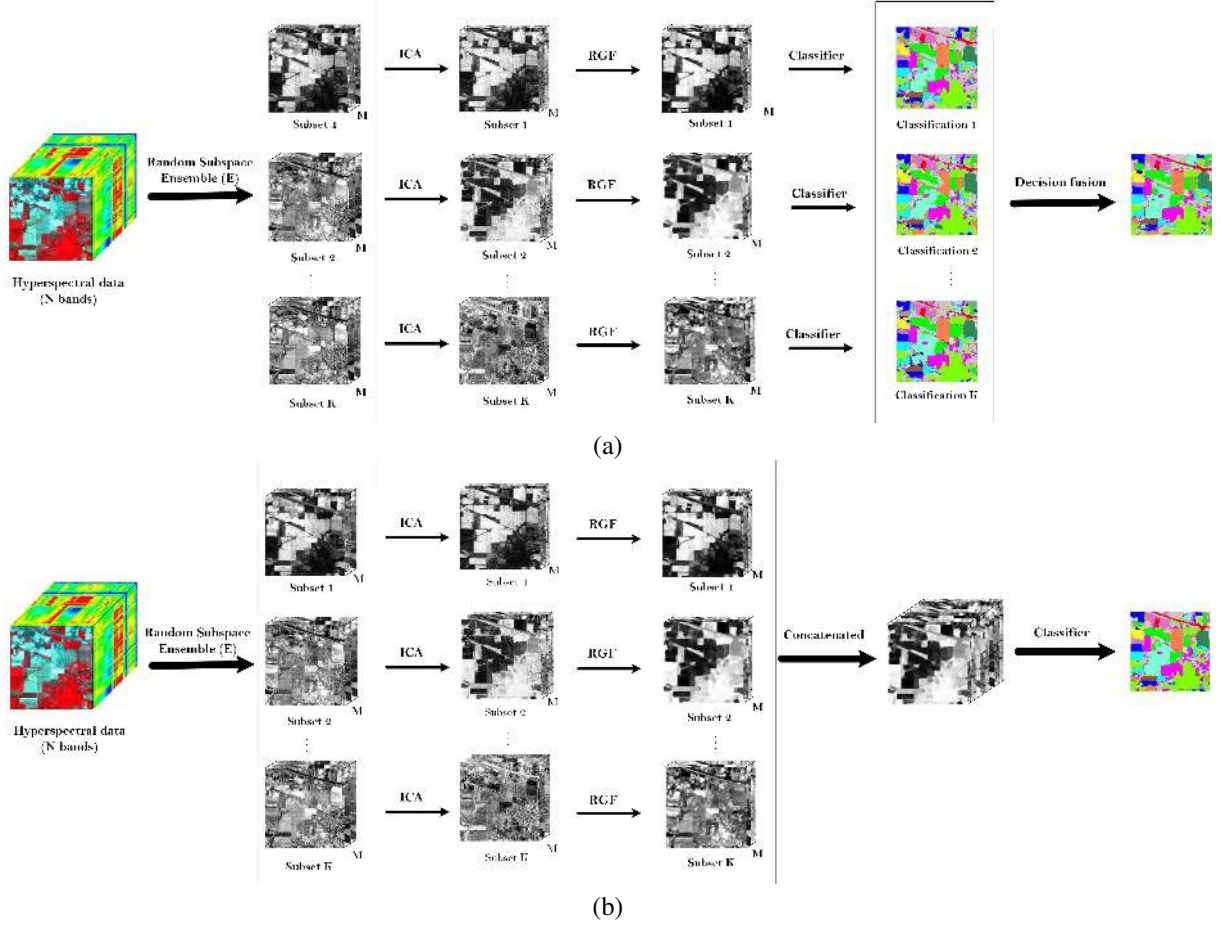 ICA
RGF
Classifier
M
M
M
Subset 1
Subset 1
Subset 1
Classification 1
Random Subspace
Ensemble (E)
ICA
RGF
Classifier
Decision fusion
M
M
M
Subset 2
Subset 2
Subset 2
Classification 2
Hyperspectral data
(N bands)
ICA
RGF
Classifier
M
M
M
Subset K
Subset K
Subset K
Classification K
(a)
ICA
RGF
M
M
M
Subset 1
Subset 1
Subset 1
Random Subspace
Ensemble (E)
ICA
RGF
Concatenated
Classifier
M
M
M
Subset 2
Subset 2
Subset 2
Hyperspectral data
(N bands)
ICA
RGF
M
M
M
Subset K
Subset K
Subset K
(b)